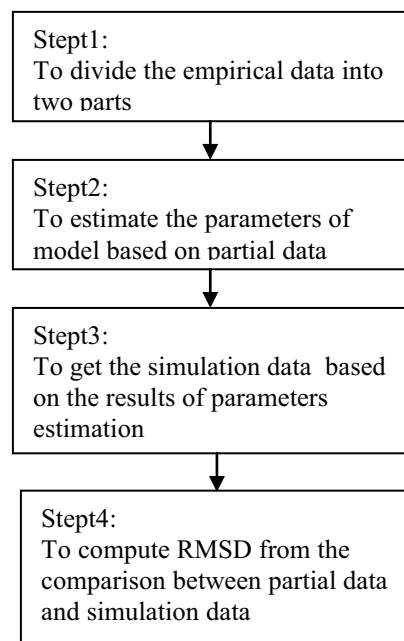 Stept1:
To divide the empirical data into
two parts
Stept2:
To estimate the parameters of
model based on partial data
Stept3:
To get the simulation data based
on the results of parameters
estimation
Stept4:
To compute RMSD from the
comparison between partial data
and simulation data